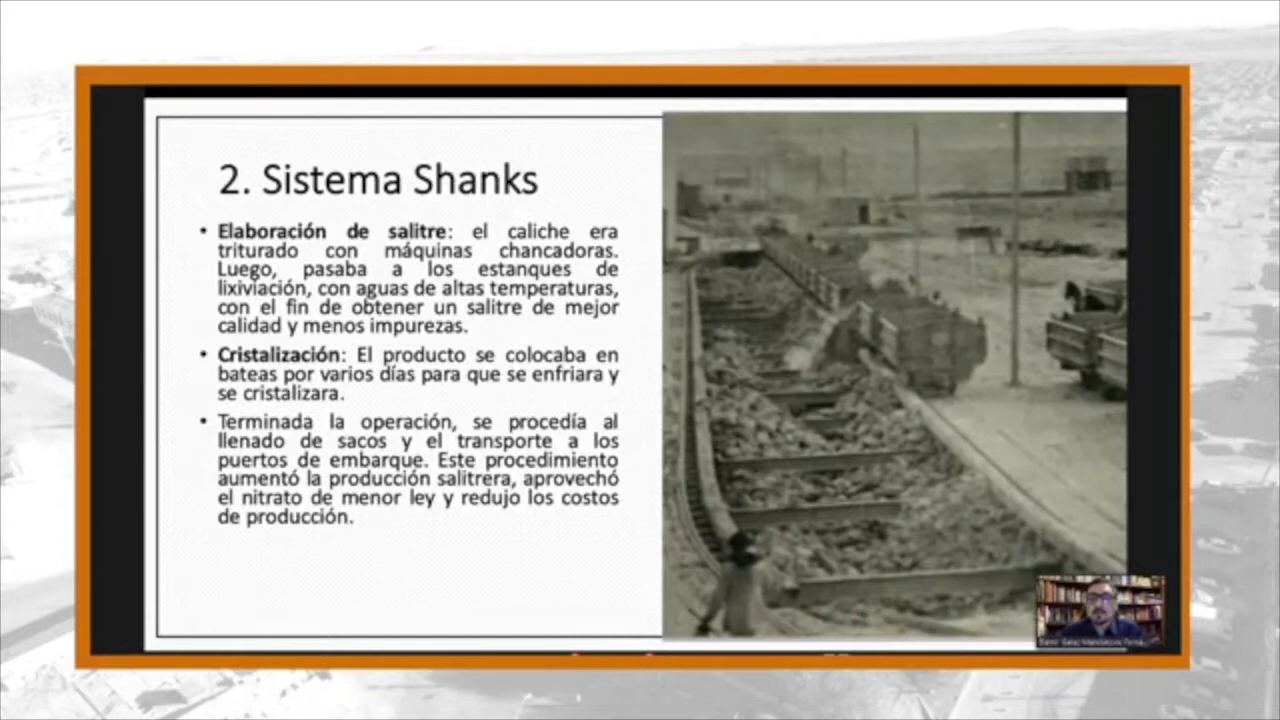 2. Sistema Shanks
• Elaboración de salitre: el caliche era
triturado con máquinas chancadoras.
Luego, pasaba a los estanques de
lixiviación, con aguas de altas temperaturas,
con el fin de obtener un salitre de mejor
calidad y menos impurezas.
• Cristalización: El producto se colocaba en
bateas por varios días para que se enfriara y
se cristalizara.
• Terminada la operación, se procedía al
llenado de sacos y el transporte a los
puertos de embarque. Este procedimiento
aumentó la producción salitrera, aprovechó
el nitrato de menor ley y redujo los costos
de producción.